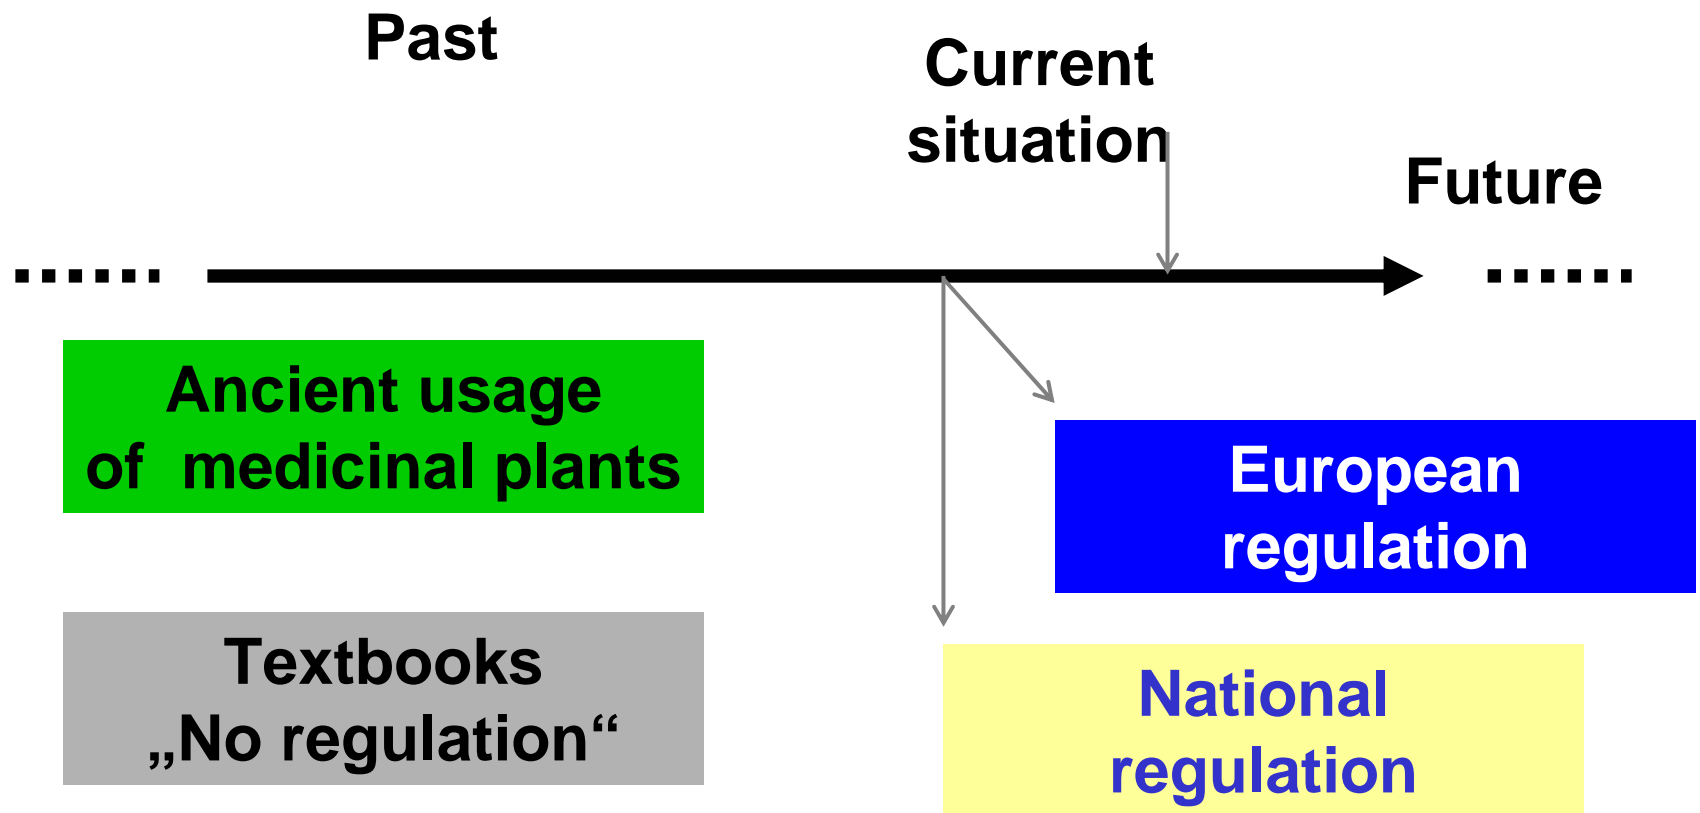 Past
Current
situation
Future
Ancient usage
of medicinal plants
European
regulation
Textbooks
„No regulation“
National
regulation